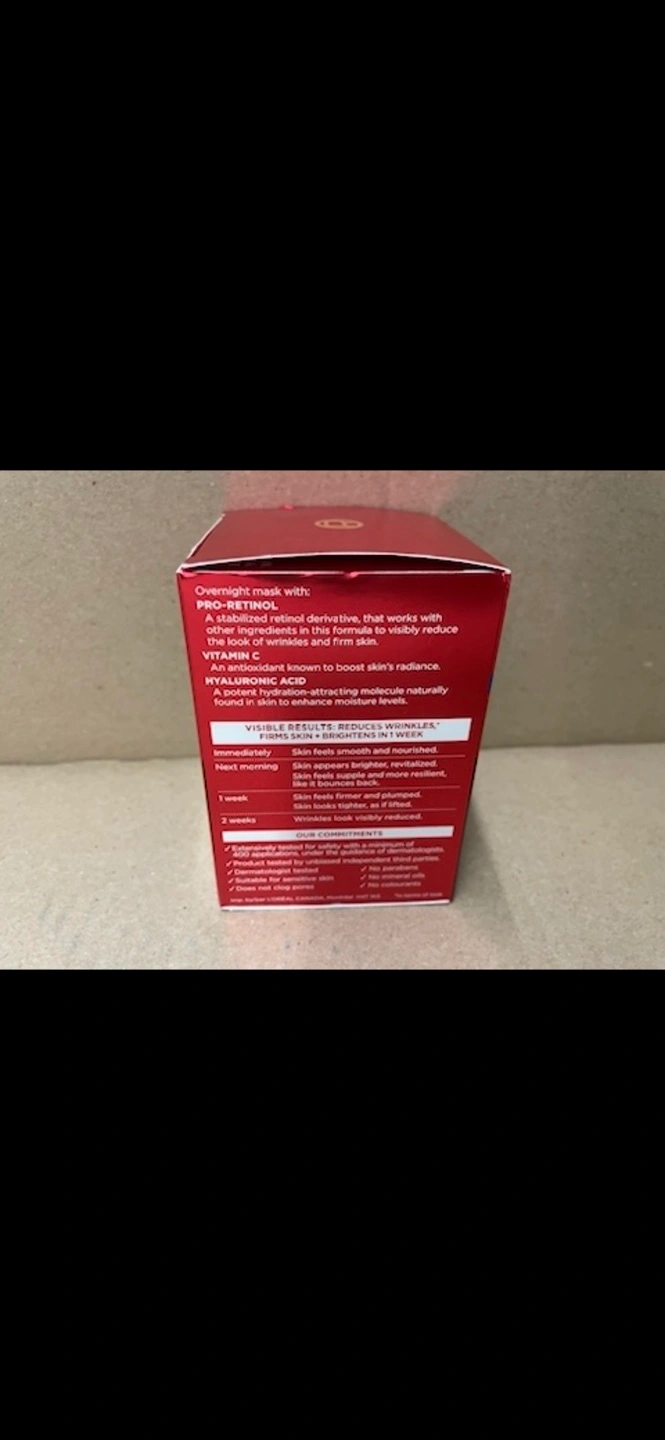 Overnight mask with:
PRO-RETINOL
A stabilized retinol derivative, that works with
other ingredients in this formula to visibly reduce
the look of wrinkles and firm skin.
VITAMIN C
An antioxidant known to boost skin's radiance.
HYALURONIC ACID
A potent hydration-attracting molecule naturally
found in skin to enhance moisture levels.
VISIBLE RESULTS: REDUCES WRINKLES,*
FIRMS SKIN + BRIGHTENS IN 1 WEEK
Immediately Skin feels smooth and nourished.
Next morning Skin appears brighter, revitalized.
Skin feels supple and more resilient,
like it bounces back.
1 week Skin feels firmer and plumped.
Skin looks tighter, as if lifted.
2 weeks Wrinkles look visibly reduced.
OUR COMMITMENTS
✓ Extensively tested for safety with a minimum of
400 applications, under the guidance of dermatologists.
✓ Product tested by unbiased independent third parties.
✓ Dermatologist tested ✓ No parabens
✓ Suitable for sensitive skin ✓ No mineral oils
✓ Does not clog pores ✓ No colourants
L'ORÉAL CANADA